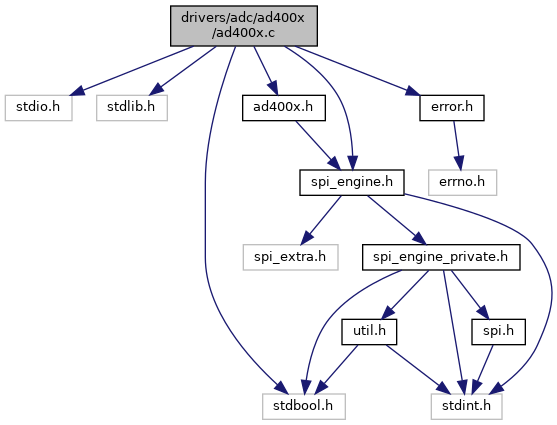 drivers/adc/ad400x
/ad400x.c
stdio.h
stdlib.h
ad400x.h
error.h
spi_engine.h
errno.h
spi_extra.h
spi_engine_private.h
util.h
spi.h
stdbool.h
stdint.h